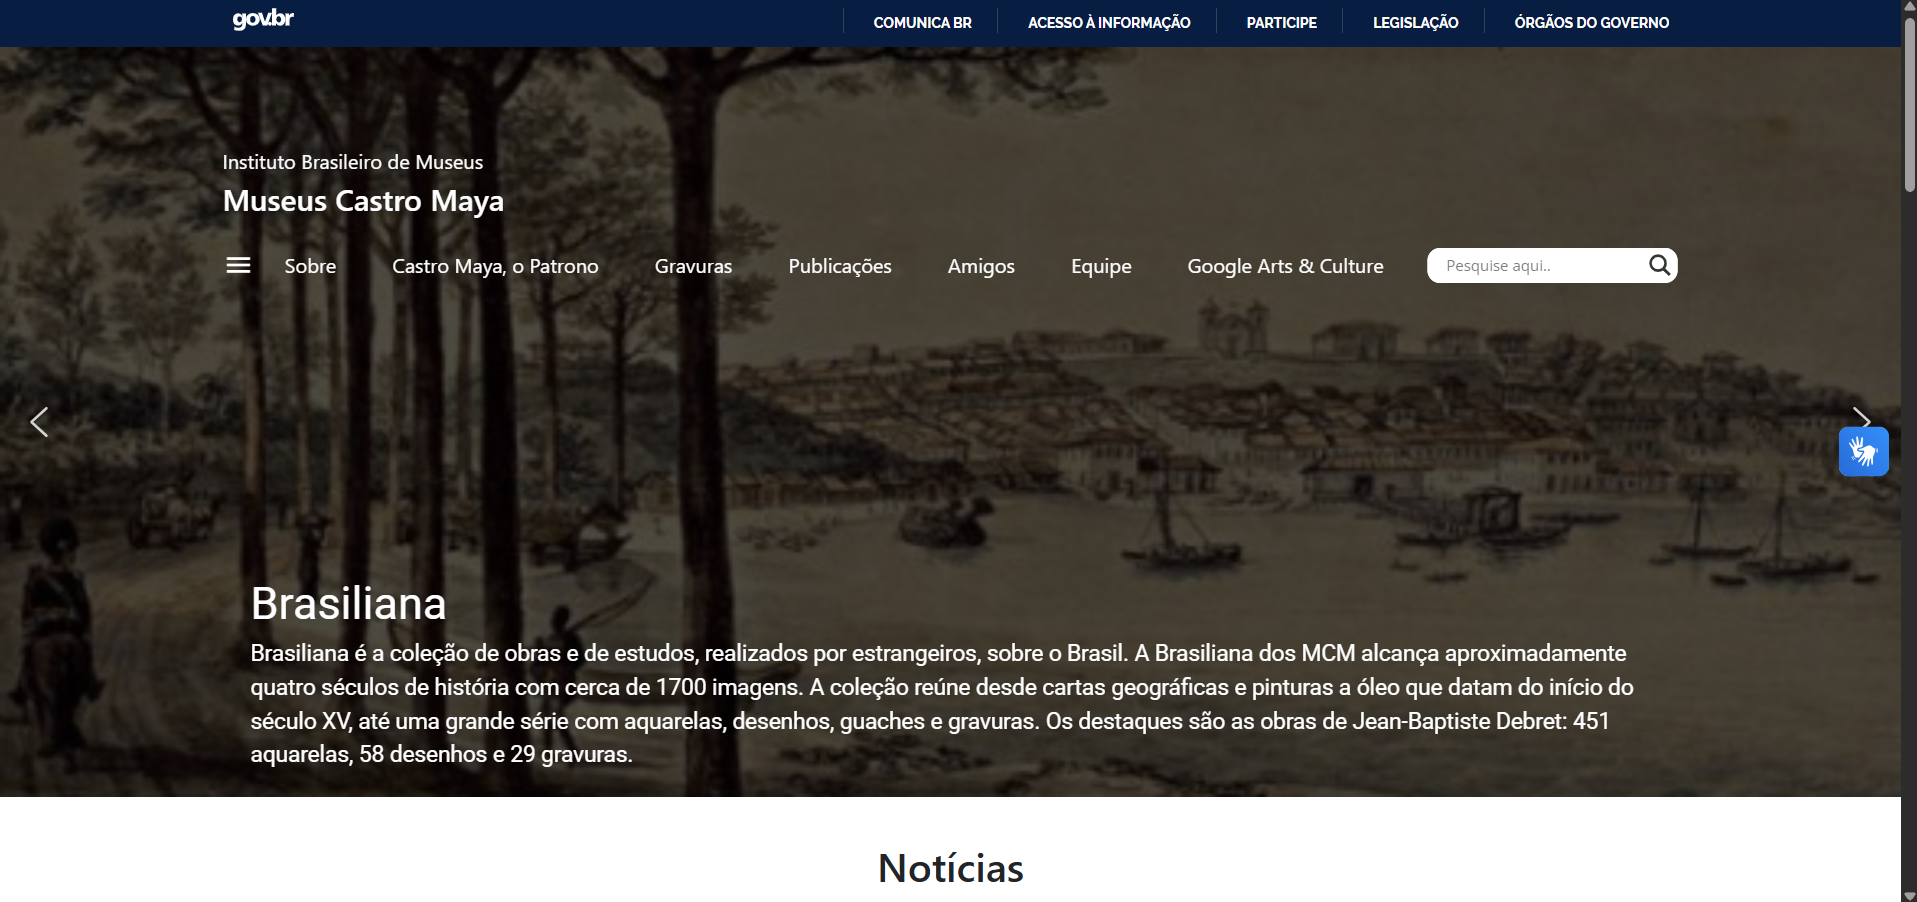 gov.br
COMUNICA BR
ACESSO À INFORMAÇÃO
PARTICIPE
LEGISLAÇÃO
ÓRGÃOS DO GOVERNO
Instituto Brasileiro de Museus
Museus Castro Maya
Sobre
Castro Maya, o Patrono
Gravuras
Publicações
Amigos
Equipe
Google Arts & Culture
Pesquise aqui..
Brasiliana
Brasiliana é a coleção de obras e de estudos, realizados por estrangeiros, sobre o Brasil. A Brasiliana dos MCM alcança aproximadamente
quatro séculos de história com cerca de 1700 imagens. A coleção reúne desde cartas geográficas e pinturas a óleo que datam do início do
século XV, até uma grande série com aquarelas, desenhos, guaches e gravuras. Os destaques são as obras de Jean-Baptiste Debret: 451
aquarelas, 58 desenhos e 29 gravuras.
Notícias